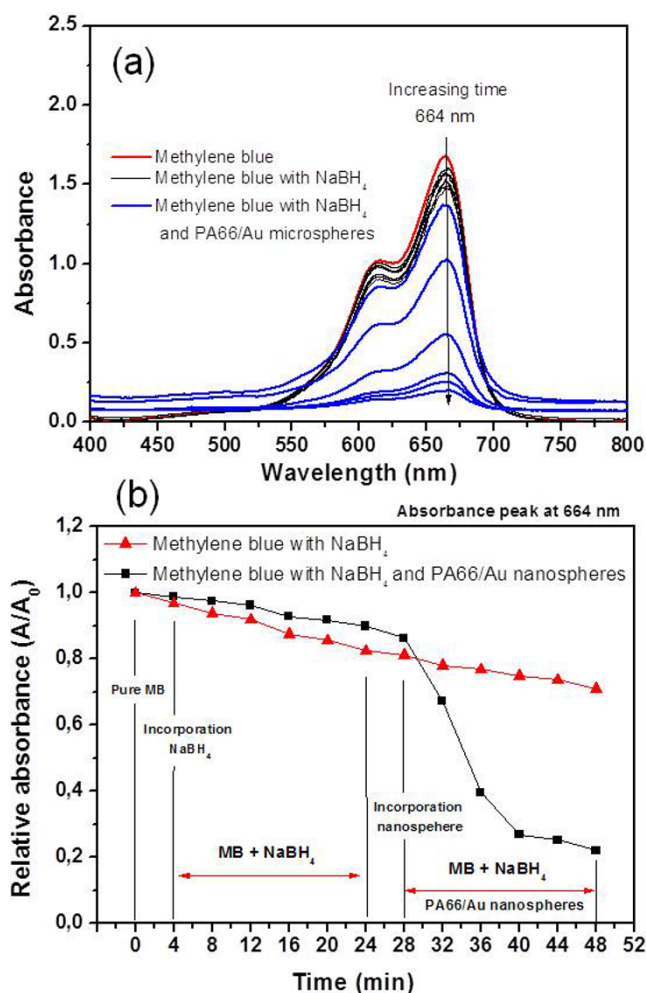 (a)
2.5
2.0
1.5
1.0
0.5
0.0
Absorbance
Increasing time
664 nm
Methylene blue
Methylene blue with NaBH4
Methylene blue with NaBH4
and PA66/Au microspheres
400 450 500 550 600 650 700 750 800
Wavelength (nm)
(b)
Absorbance peak at 664 nm
1,2
1,0
0,8
0,6
0,4
0,2
0,0
Relative absorbance (A/A0)
Methylene blue with NaBH4
Methylene blue with NaBH4 and PA66/Au nanospheres
Pure MB
Incorporation
NaBH4
MB + NaBH4
Incorporation
nanospehere
MB + NaBH4
PA66/Au nanospheres
0 4 8 12 16 20 24 28 32 36 40 44 48 52
Time (min)